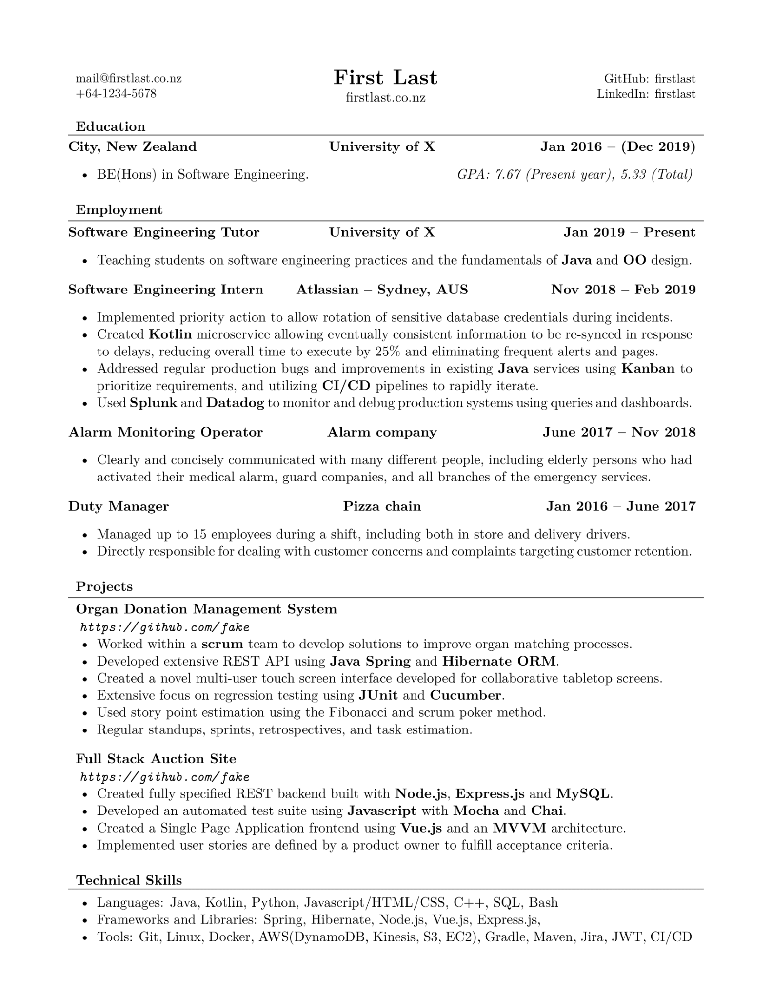 mail@firstlast.co.nz
+64-1234-5678
First Last
firstlast.co.nz
GitHub: firstlast
LinkedIn: firstlast
Education
City, New Zealand University of X Jan 2016 – (Dec 2019)
• BE(Hons) in Software Engineering. GPA: 7.67 (Present year), 5.33 (Total)
Employment
Software Engineering Tutor University of X Jan 2019 – Present
• Teaching students on software engineering practices and the fundamentals of Java and OO design.
Software Engineering Intern Atlassian – Sydney, AUS Nov 2018 – Feb 2019
• Implemented priority action to allow rotation of sensitive database credentials during incidents.
• Created Kotlin microservice allowing eventually consistent information to be re-synced in response
to delays, reducing overall time to execute by 25% and eliminating frequent alerts and pages.
• Addressed regular production bugs and improvements in existing Java services using Kanban to
prioritize requirements, and utilizing CI/CD pipelines to rapidly iterate.
• Used Splunk and Datadog to monitor and debug production systems using queries and dashboards.
Alarm Monitoring Operator Alarm company June 2017 – Nov 2018
• Clearly and concisely communicated with many different people, including elderly persons who had
activated their medical alarm, guard companies, and all branches of the emergency services.
Duty Manager Pizza chain Jan 2016 – June 2017
• Managed up to 15 employees during a shift, including both in store and delivery drivers.
• Directly responsible for dealing with customer concerns and complaints targeting customer retention.
Projects
Organ Donation Management System
https://github.com/fake
• Worked within a scrum team to develop solutions to improve organ matching processes.
• Developed extensive REST API using Java Spring and Hibernate ORM.
• Created a novel multi-user touch screen interface developed for collaborative tabletop screens.
• Extensive focus on regression testing using JUnit and Cucumber.
• Used story point estimation using the Fibonacci and scrum poker method.
• Regular standups, sprints, retrospectives, and task estimation.
Full Stack Auction Site
https://github.com/fake
• Created fully specified REST backend built with Node.js, Express.js and MySQL.
• Developed an automated test suite using Javascript with Mocha and Chai.
• Created a Single Page Application frontend using Vue.js and an MVVM architecture.
• Implemented user stories are defined by a product owner to fulfill acceptance criteria.
Technical Skills
• Languages: Java, Kotlin, Python, Javascript/HTML/CSS, C++, SQL, Bash
• Frameworks and Libraries: Spring, Hibernate, Node.js, Vue.js, Express.js,
• Tools: Git, Linux, Docker, AWS(DynamoDB, Kinesis, S3, EC2), Gradle, Maven, Jira, JWT, CI/CD